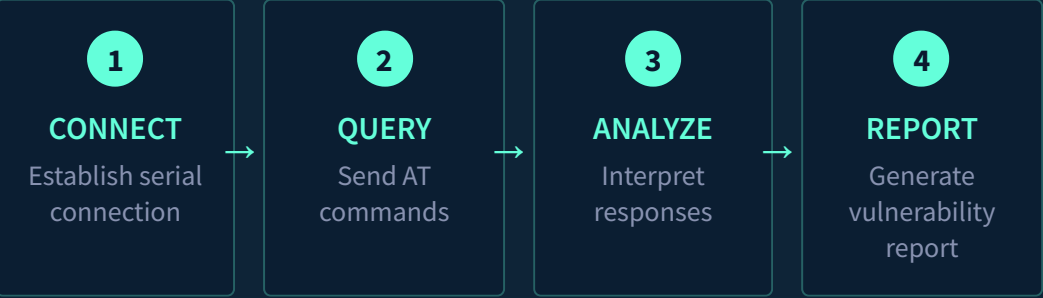 1
CONNECT
Establish serial
connection
→
2
QUERY
Send AT
commands
→
3
ANALYZE
Interpret
responses
→
4
REPORT
Generate
vulnerability
report